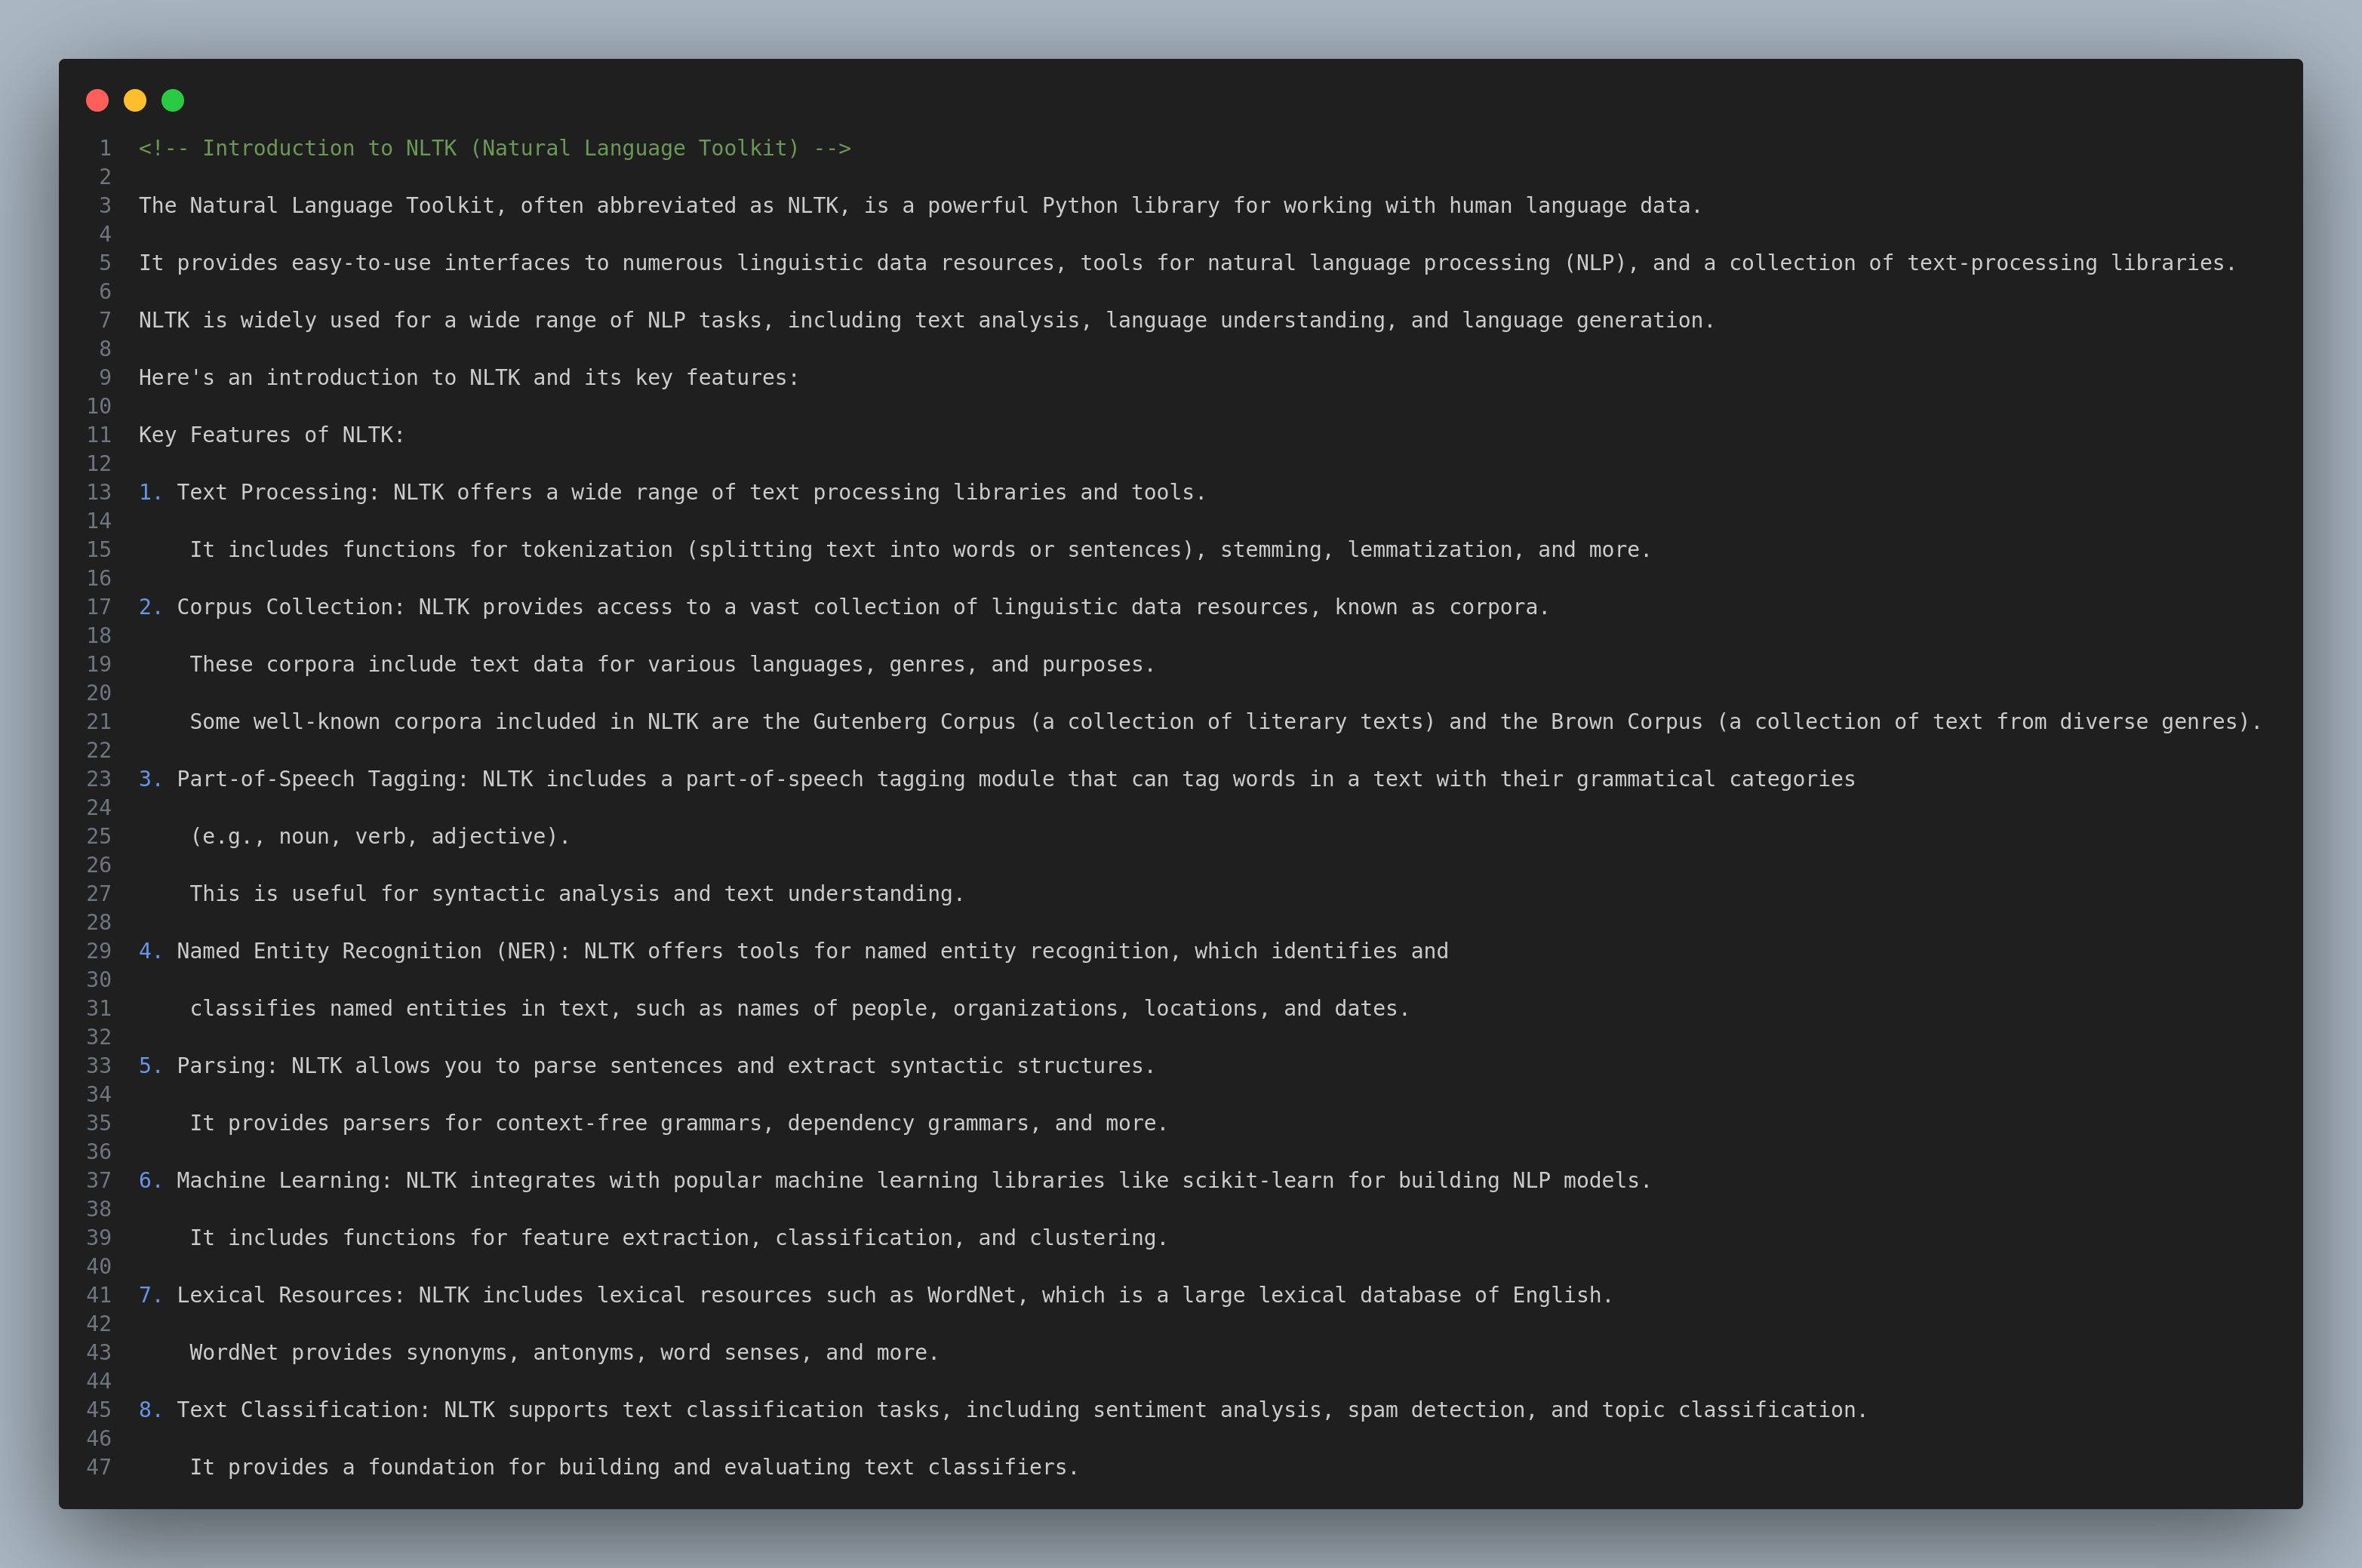 1 <!-- Introduction to NLTK (Natural Language Toolkit) -->
2
3 The Natural Language Toolkit, often abbreviated as NLTK, is a powerful Python library for working with human language data.
4
5 It provides easy-to-use interfaces to numerous linguistic data resources, tools for natural language processing (NLP), and a collection of text-processing libraries.
6
7 NLTK is widely used for a wide range of NLP tasks, including text analysis, language understanding, and language generation.
8
9 Here's an introduction to NLTK and its key features:
10
11 Key Features of NLTK:
12
13 1. Text Processing: NLTK offers a wide range of text processing libraries and tools.
14
15 It includes functions for tokenization (splitting text into words or sentences), stemming, lemmatization, and more.
16
17 2. Corpus Collection: NLTK provides access to a vast collection of linguistic data resources, known as corpora.
18
19 These corpora include text data for various languages, genres, and purposes.
20
21 Some well-known corpora included in NLTK are the Gutenberg Corpus (a collection of literary texts) and the Brown Corpus (a collection of text from diverse genres).
22
23 3. Part-of-Speech Tagging: NLTK includes a part-of-speech tagging module that can tag words in a text with their grammatical categories
24
25 (e.g., noun, verb, adjective).
26
27 This is useful for syntactic analysis and text understanding.
28
29 4. Named Entity Recognition (NER): NLTK offers tools for named entity recognition, which identifies and
30
31 classifies named entities in text, such as names of people, organizations, locations, and dates.
32
33 5. Parsing: NLTK allows you to parse sentences and extract syntactic structures.
34
35 It provides parsers for context-free grammars, dependency grammars, and more.
36
37 6. Machine Learning: NLTK integrates with popular machine learning libraries like scikit-learn for building NLP models.
38
39 It includes functions for feature extraction, classification, and clustering.
40
41 7. Lexical Resources: NLTK includes lexical resources such as WordNet, which is a large lexical database of English.
42
43 WordNet provides synonyms, antonyms, word senses, and more.
44
45 8. Text Classification: NLTK supports text classification tasks, including sentiment analysis, spam detection, and topic classification.
46
47 It provides a foundation for building and evaluating text classifiers.